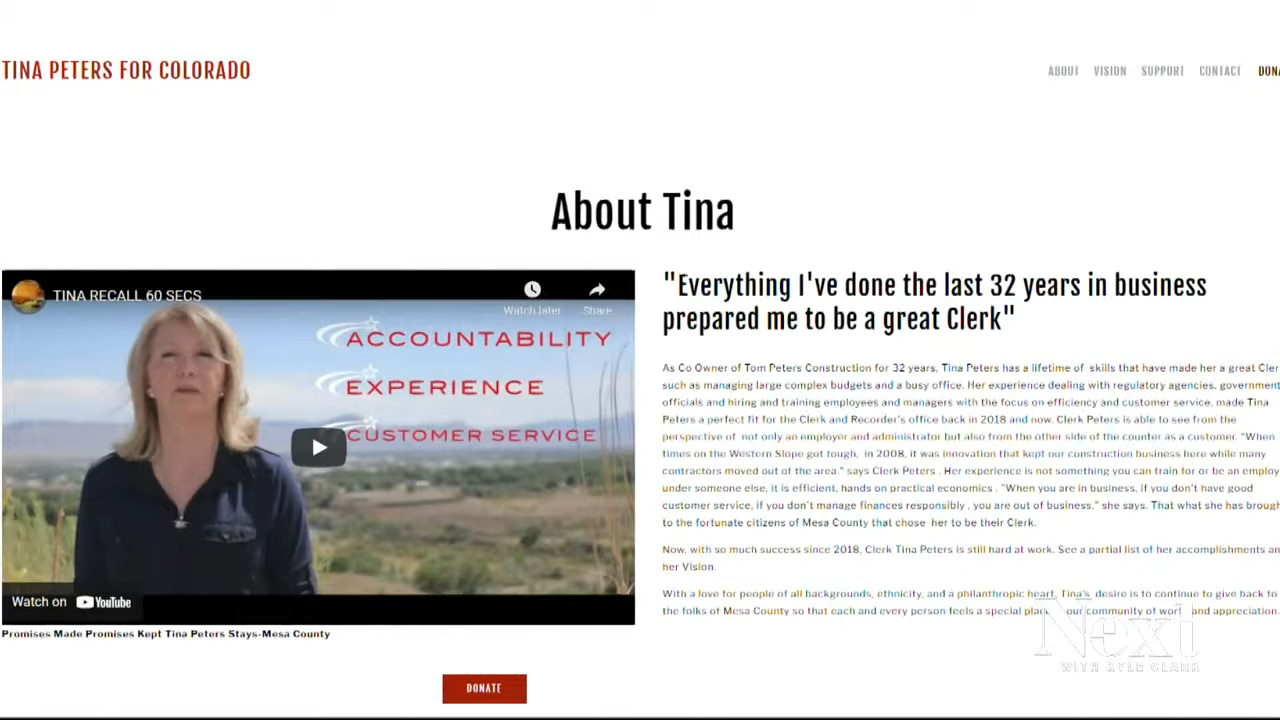 TINA PETERS FOR COLORADO
ABOUT VISION SUPPORT CONTACT
About Tina
TINA RECALL 60 SECS
Watch later Share
ACCOUNTABILITY
EXPERIENCE
CUSTOMER SERVICE
Watch on YouTube
Promises Made Promises Kept Tina Peters Stays-Mesa County
"Everything I've done the last 32 years in business
prepared me to be a great Clerk"
As Co Owner of Tom Peters Construction for 32 years, Tina Peters has a lifetime of skills that have made her a great
such as managing large complex budgets and a busy office. Her experience dealing with regulatory agencies, government
officials and hiring and training employees and managers with the focus on efficiency and customer service, made Tina
Peters a perfect fit for the Clerk and Recorder's office back in 2018 and now. Clerk Peters is able to see from the
perspective of not only an employer and administrator but also from the other side of the counter as a customer. "When
times on the Western Slope got tough, in 2008, it was innovation that kept our construction business here while many
contractors moved out of the area." says Clerk Peters . Her experience is not something you can train for or be an
under someone else, it is efficient, hands on practical economics . "When you are in business, if you don't have good
customer service, if you don't manage finances responsibly , you are out of business." she says. That what she has
to the fortunate citizens of Mesa County that chose her to be their Clerk.
Now, with so much success since 2018, Clerk Tina Peters is still hard at work. See a partial list of her accomplishments
her Vision.
With a love for people of all backgrounds, ethnicity, and a philanthropic heart, Tina's desire is to continue to give back to
the folks of Mesa County so that each and every person feels a special our community of and appreciation.
DONATE
Next
WITH KYLE CLARK